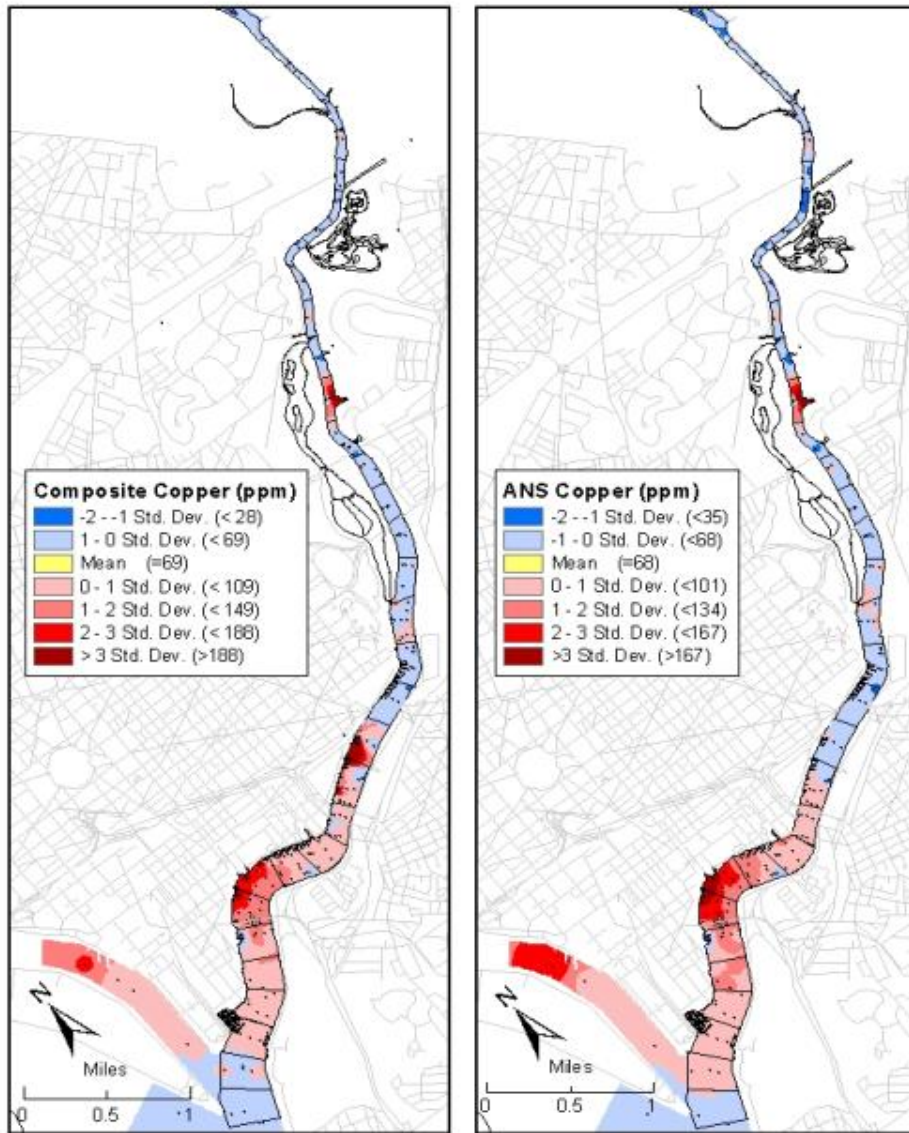 Composite Copper (ppm)
-2 - -1 Std. Dev. (< 28)
1 - 0 Std. Dev. (< 69)
Mean (=69)
0 - 1 Std. Dev. (< 109)
1 - 2 Std. Dev. (< 149)
2 - 3 Std. Dev. (< 188)
> 3 Std. Dev. (>188)
N
Miles
0 0.5 1
ANS Copper (ppm)
-2 - -1 Std. Dev. (<35)
-1 - 0 Std. Dev. (<68)
Mean (=68)
0 - 1 Std. Dev. (<101)
1 - 2 Std. Dev. (<134)
2 - 3 Std. Dev. (<167)
>3 Std. Dev. (>167)
N
Miles
0 0.5 1